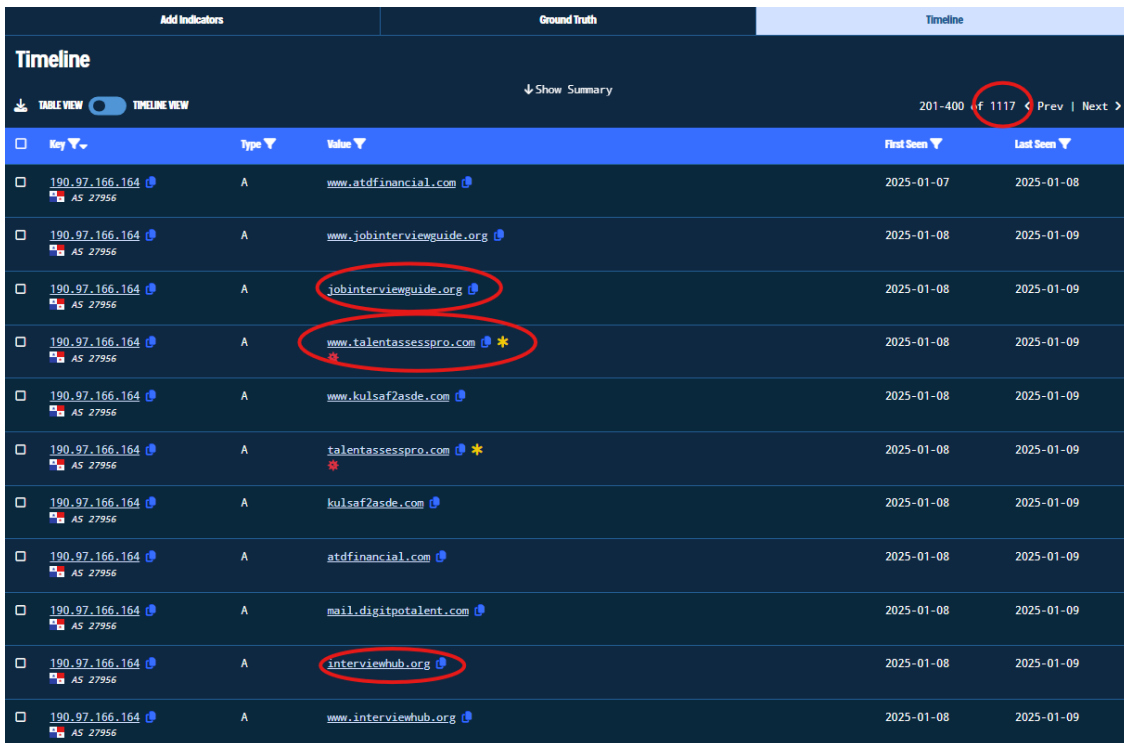 Add Indicators Ground Truth Timeline
Timeline
↓ Show Summary
TABLE VIEW TIMELINE VIEW 201-400 of 1117 < Prev | Next >
Key Type Value First Seen Last Seen
190.97.166.164 A www.atdfinancial.com 2025-01-07 2025-01-08
AS 27956
190.97.166.164 A www.jobinterviewguide.org 2025-01-08 2025-01-09
AS 27956
190.97.166.164 A jobinterviewguide.org 2025-01-08 2025-01-09
AS 27956
190.97.166.164 A www.talentassesspro.com 2025-01-08 2025-01-09
AS 27956
190.97.166.164 A www.kulsaf2asde.com 2025-01-08 2025-01-09
AS 27956
190.97.166.164 A talentassesspro.com 2025-01-08 2025-01-09
AS 27956
190.97.166.164 A kulsaf2asde.com 2025-01-08 2025-01-09
AS 27956
190.97.166.164 A atdfinancial.com 2025-01-08 2025-01-09
AS 27956
190.97.166.164 A mail.digitpotalent.com 2025-01-08 2025-01-09
AS 27956
190.97.166.164 A interviewhub.org 2025-01-08 2025-01-09
AS 27956
190.97.166.164 A www.interviewhub.org 2025-01-08 2025-01-09
AS 27956